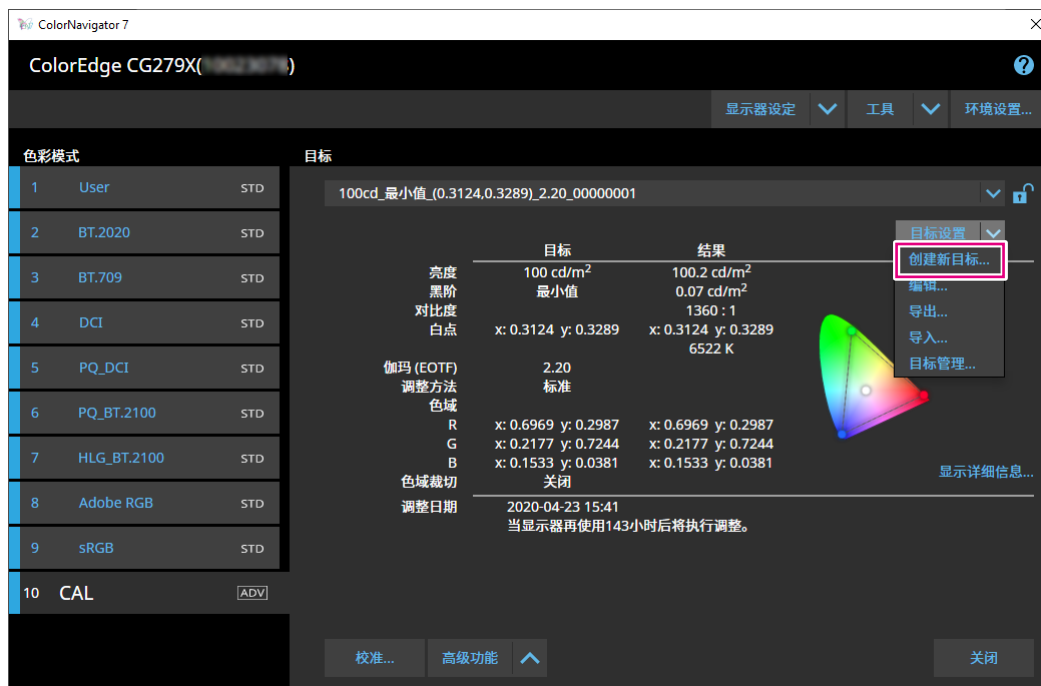 ColorNavigator 7
ColorEdge CG279X( )
显示器设定 工具 环境设置...
色彩模式
1 User STD
2 BT.2020 STD
3 BT.709 STD
4 DCI STD
5 PQ_DCI STD
6 PQ_BT.2100 STD
7 HLG_BT.2100 STD
8 Adobe RGB STD
9 sRGB STD
10 CAL ADV
目标
100cd_最小值_(0.3124,0.3289)_2.20_00000001
目标设置
创建新目标...
编辑...
导出...
导入...
目标管理...
目标 结果
亮度 100 cd/m² 100.2 cd/m²
黑阶 最小值 0.07 cd/m²
对比度 1360 : 1
白点 x: 0.3124 y: 0.3289 x: 0.3124 y: 0.3289
6522 K
伽玛 (EOTF) 2.20
调整方法 标准
色域
R x: 0.6969 y: 0.2987 x: 0.6969 y: 0.2987
G x: 0.2177 y: 0.7244 x: 0.2177 y: 0.7244
B x: 0.1533 y: 0.0381 x: 0.1533 y: 0.0381
色域裁切 关闭
显示详细信息...
调整日期 2020-04-23 15:41
当显示器再使用143小时后将执行调整。
校准... 高级功能 关闭